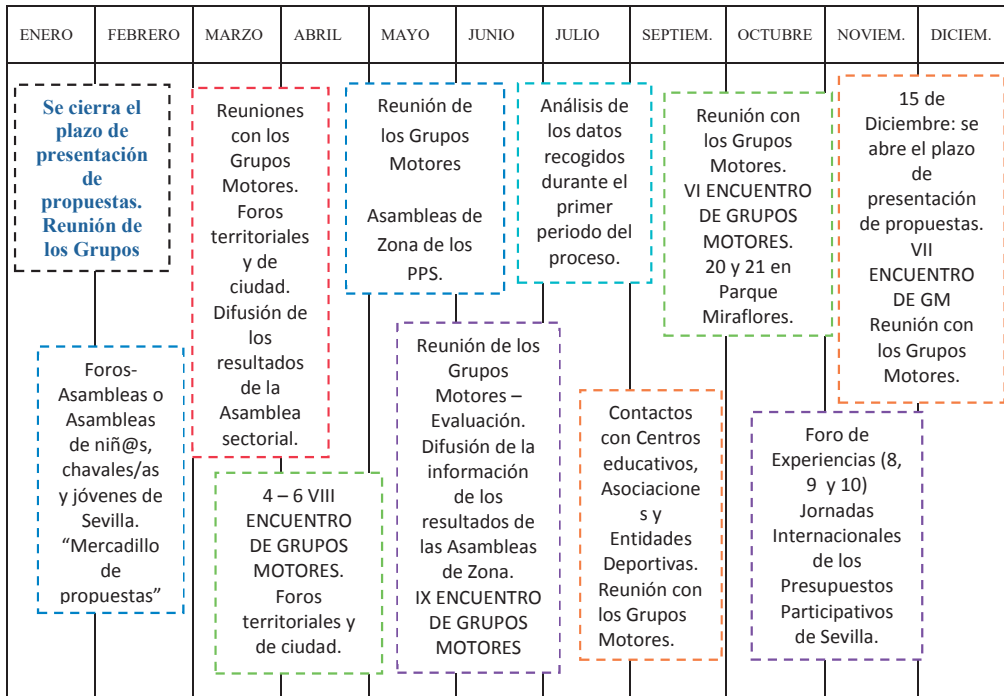 ENERO
FEBRERO
MARZO
ABRIL
MAYO
JUNIO
JULIO
SEPTIEM.
OCTUBRE
NOVIEM.
DICIEM.
Se cierra el
plazo de
presentación
de
propuestas.
Reunión de
los Grupos
Foros-
Asambleas o
Asambleas
de niñ@s,
chavales/as
y jóvenes de
Sevilla.
“Mercadillo
de
propuestas”
Reuniones
con los
Grupos
Motores.
Foros
territoriales
y de
ciudad.
Difusión de
los
resultados
de la
Asamblea
sectorial.
4 – 6 VIII
ENCUENTRO
DE GRUPOS
MOTORES.
Foros
territoriales y
de ciudad.
Reunión de
los Grupos
Motores
Asambleas de
Zona de los
PPS.
Reunión de los
Grupos
Motores –
Evaluación.
Difusión de la
información
de los
resultados de
las Asambleas
de Zona.
IX ENCUENTRO
DE GRUPOS
MOTORES
Análisis de
los datos
recogidos
durante el
primer
periodo del
proceso.
Contactos
con Centros
educativos,
Asociacione
s y
Entidades
Deportivas.
Reunión con
los Grupos
Motores.
Reunión con
los Grupos
Motores.
VI ENCUENTRO
DE GRUPOS
MOTORES.
20 y 21 en
Parque
Miraflores.
Foro de
Experiencias (8,
9 y 10)
Jornadas
Internacionales
de los
Presupuestos
Participativos
de Sevilla.
15 de
Diciembre: se
abre el plazo
de
presentación
de propuestas.
VII
ENCUENTRO
DE GM
Reunión con
los Grupos
Motores.